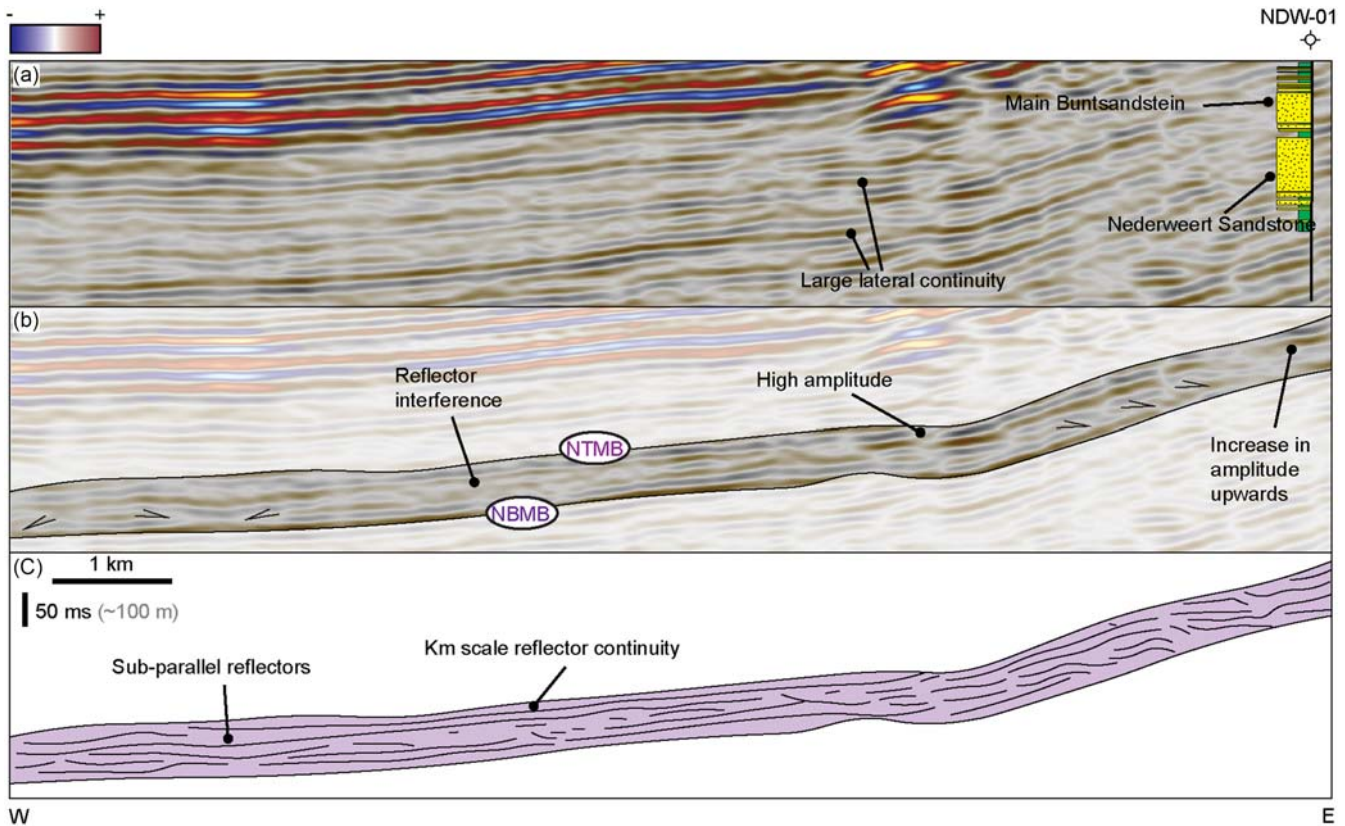 - +
NDW-01
(a)
Main Buntsandstein
Nederweert Sandstone
Large lateral continuity
(b)
Reflector
interference
High amplitude
NTMB
NBMB
Increase in
amplitude
upwards
(C)
1 km
50 ms (~100 m)
Km scale reflector continuity
Sub-parallel reflectors
W E